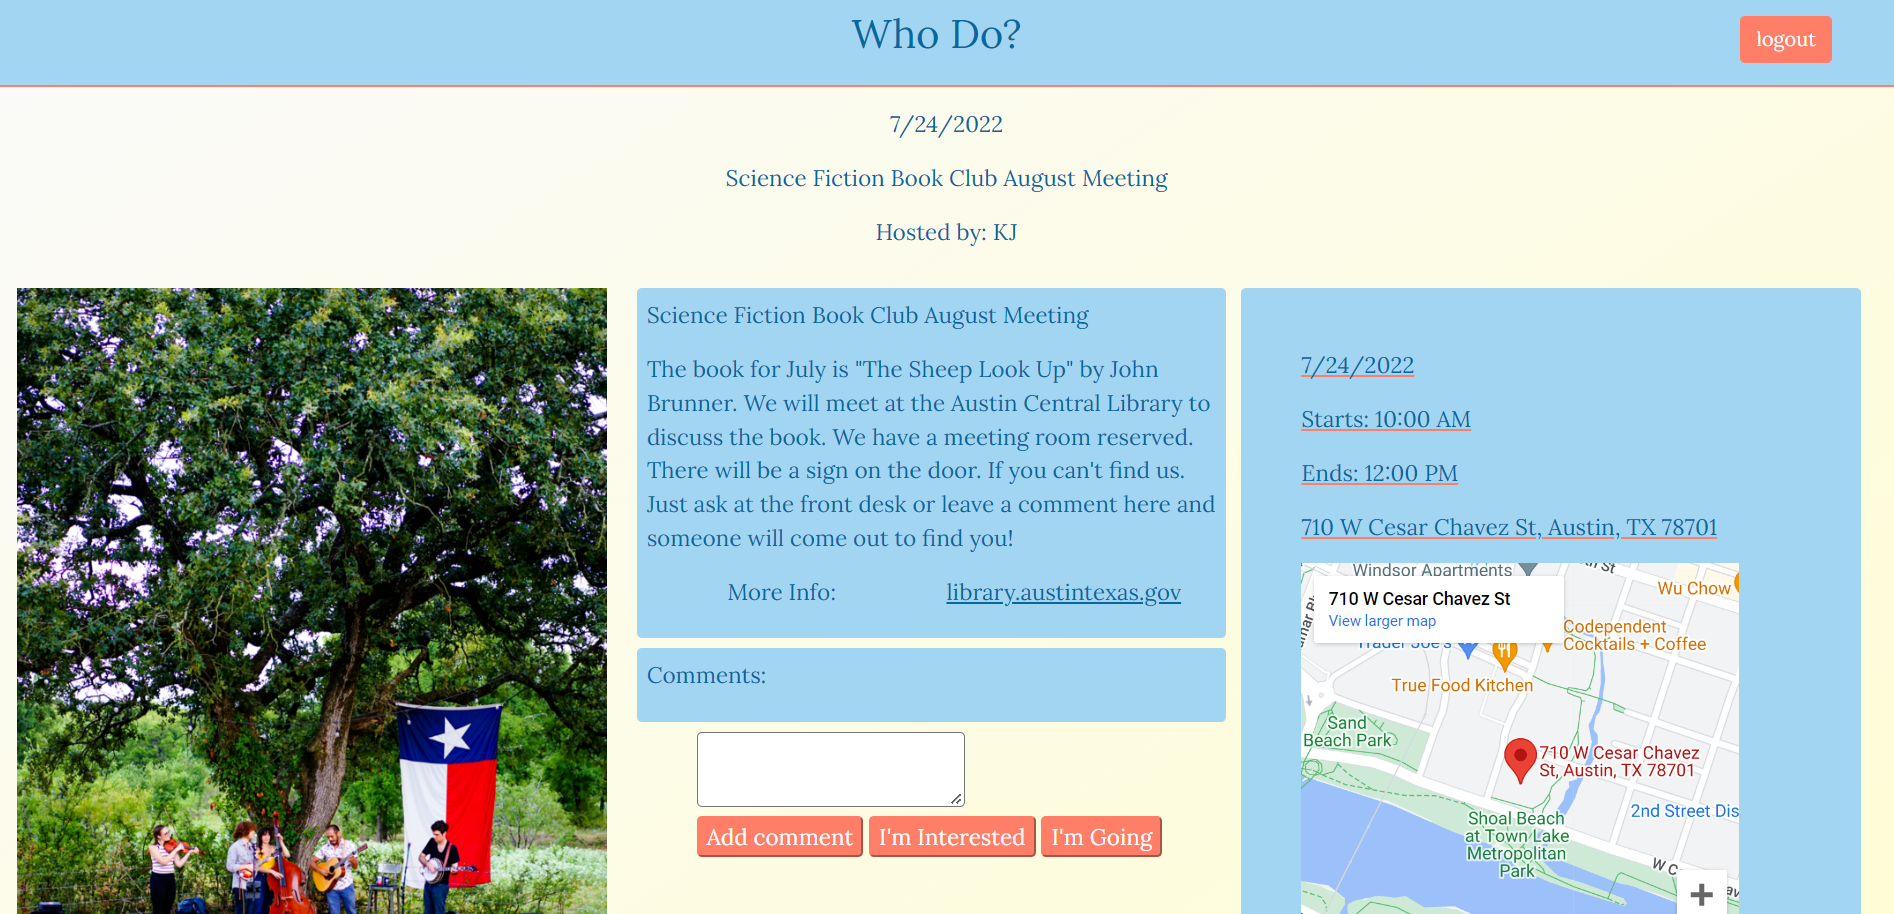 Who Do?
logout
7/24/2022
Science Fiction Book Club August Meeting
Hosted by: KJ
Science Fiction Book Club August Meeting
The book for July is "The Sheep Look Up" by John
Brunner. We will meet at the Austin Central Library to
discuss the book. We have a meeting room reserved.
There will be a sign on the door. If you can't find us.
Just ask at the front desk or leave a comment here and
someone will come out to find you!
More Info: library.austintexas.gov
Comments:
Add comment
I'm Interested
I'm Going
7/24/2022
Starts: 10:00 AM
Ends: 12:00 PM
710 W Cesar Chavez St, Austin, TX 78701
Windsor Apartments
St
Wu Chow
710 W Cesar Chavez St
View larger map
Codependent
Cocktails + Coffee
Trader Joe's
True Food Kitchen
Sand
Beach Park
710 W Cesar Chavez
St, Austin, TX 78701
2nd Street Dis
Shoal Beach
at Town Lake
Metropolitan
Park
W C